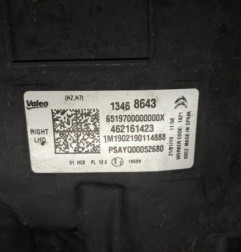 Valeo
(H7,H7)
1346 8643
6519700000000X
462161423
RIGHT
LHD
1M1902190114888
PSAYQ00052680
MADE IN SPAIN